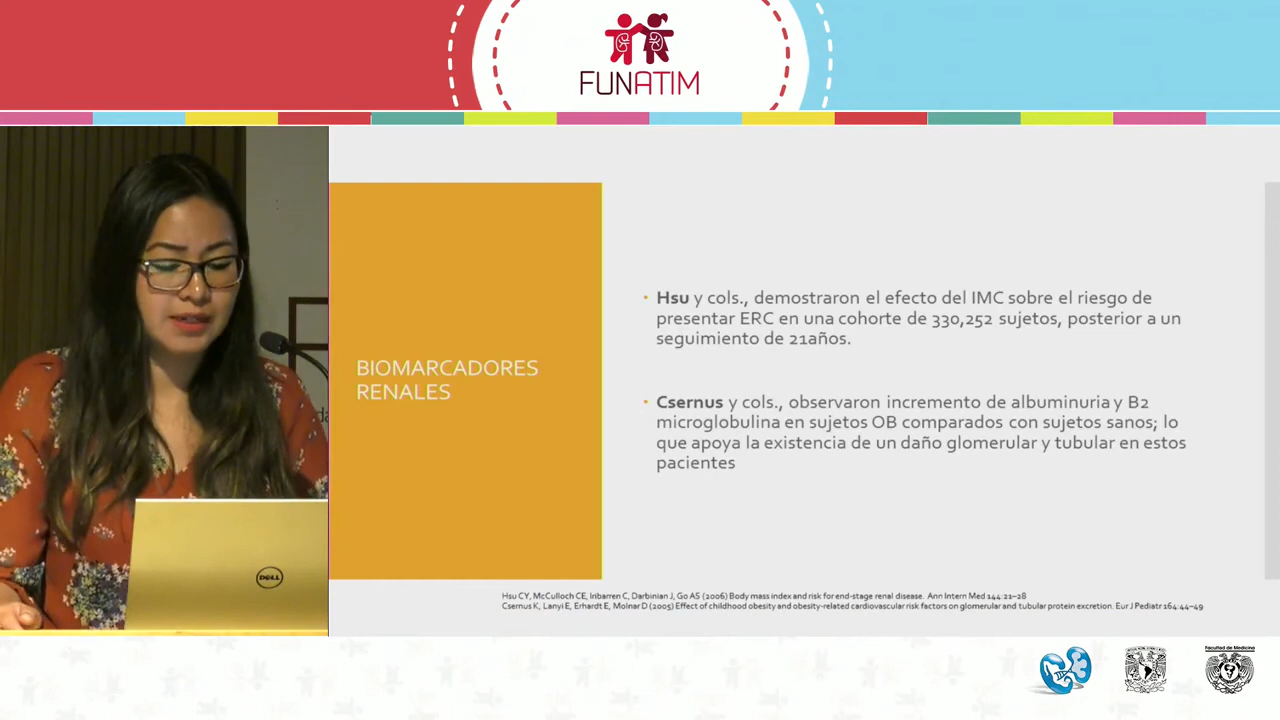 FUNATIM
BIOMARCADORES
RENALES
• Hsu y cols., demostraron el efecto del IMC sobre el riesgo de
presentar ERC en una cohorte de 330,252 sujetos, posterior a un
seguimiento de 21años.
• Csernus y cols., observaron incremento de albuminuria y B2
microglobulina en sujetos OB comparados con sujetos sanos; lo
que apoya la existencia de un daño glomerular y tubular en estos
pacientes
Hsu CY, McCulloch CE, Iribarren C, Darbinian J, Go AS (2006) Body mass index and risk for end-stage renal disease. Ann Intern Med 144:21–28
Csernus K, Lanyi E, Erhardt E, Molnar D (2005) Effect of childhood obesity and obesity-related cardiovascular risk factors on glomerular and tubular protein excretion. Eur J Pediatr 164:44–49
DELL
Facultad de Medicina